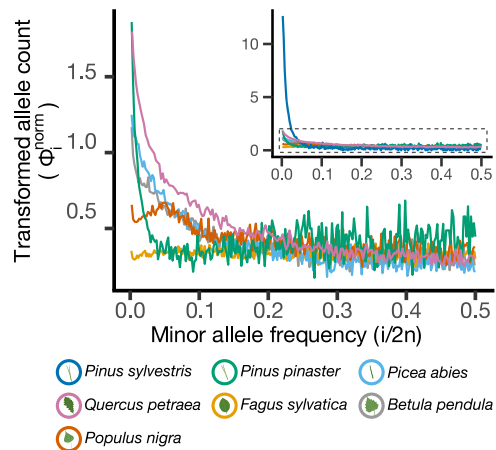 Transformed allele count
( Φᵢⁿᵒʳᵐ )
1.5
1.0
0.5
0.0 0.1 0.2 0.3 0.4 0.5
Minor allele frequency (i/2n)
10
5
0
0.0 0.1 0.2 0.3 0.4 0.5
Pinus sylvestris Pinus pinaster Picea abies
Quercus petraea Fagus sylvatica Betula pendula
Populus nigra